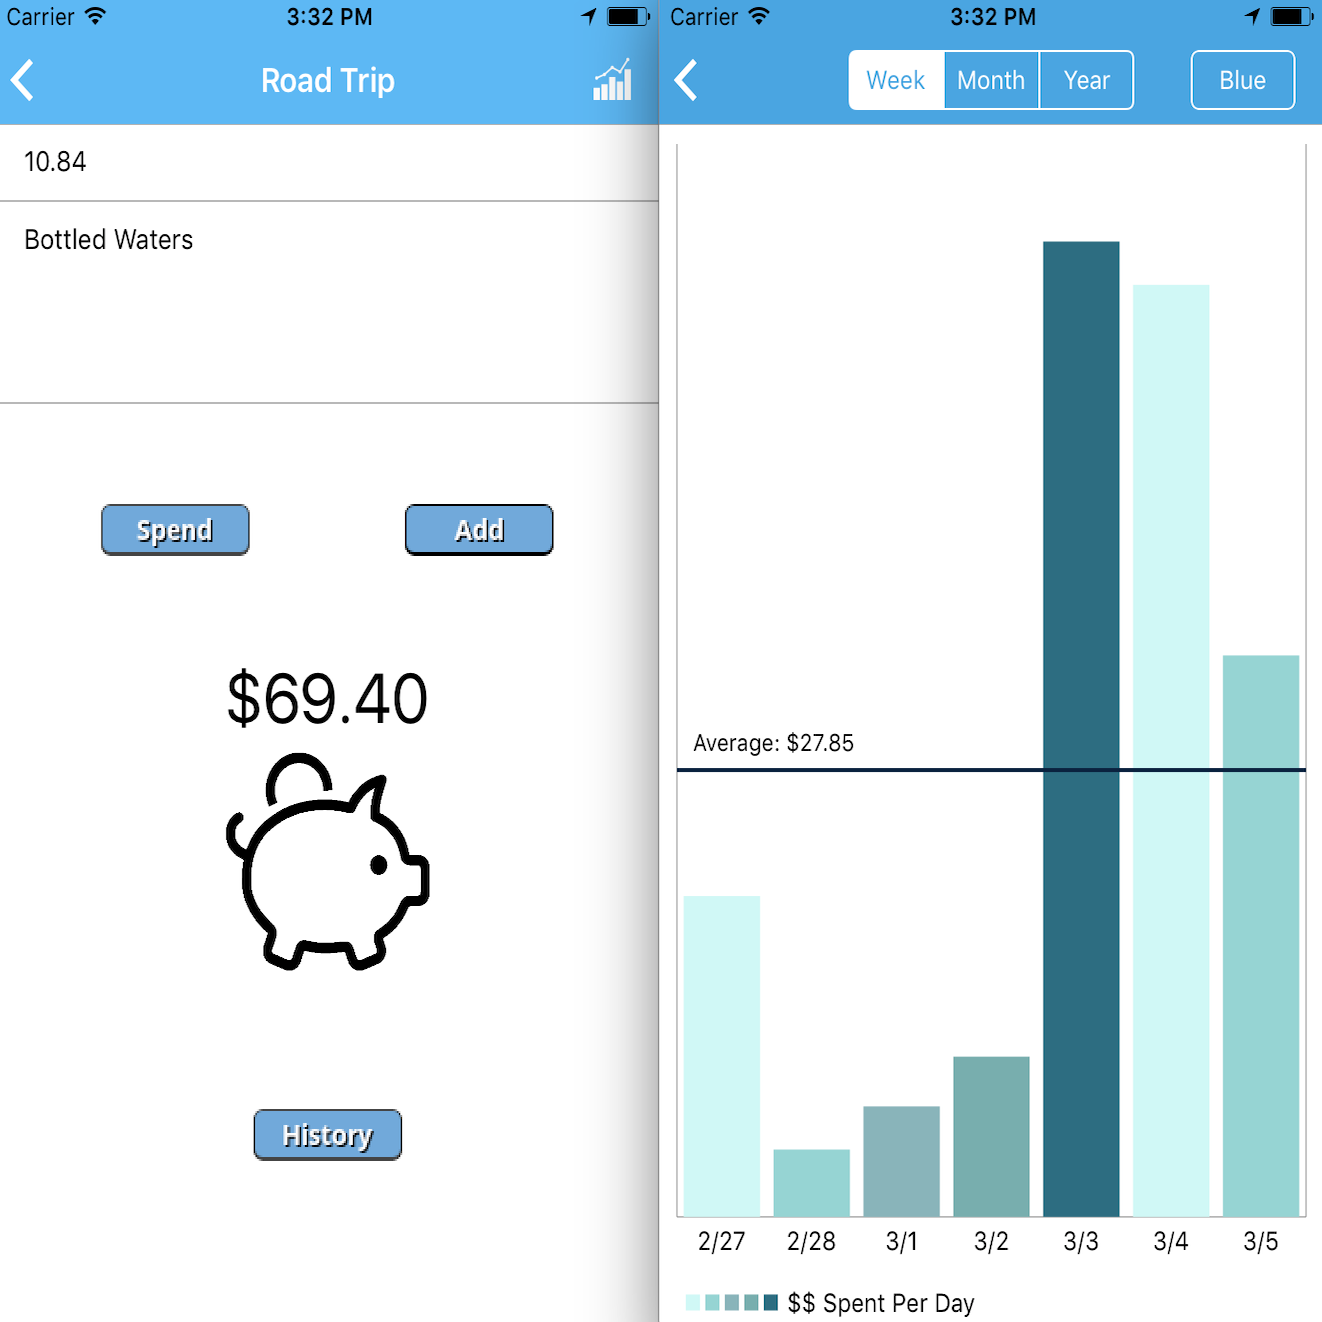 Carrier 3:32 PM
Road Trip
10.84
Bottled Waters
Spend Add
$69.40
History
Carrier 3:32 PM
Week Month Year Blue
Average: $27.85
2/27 2/28 3/1 3/2 3/3 3/4 3/5
$$ Spent Per Day